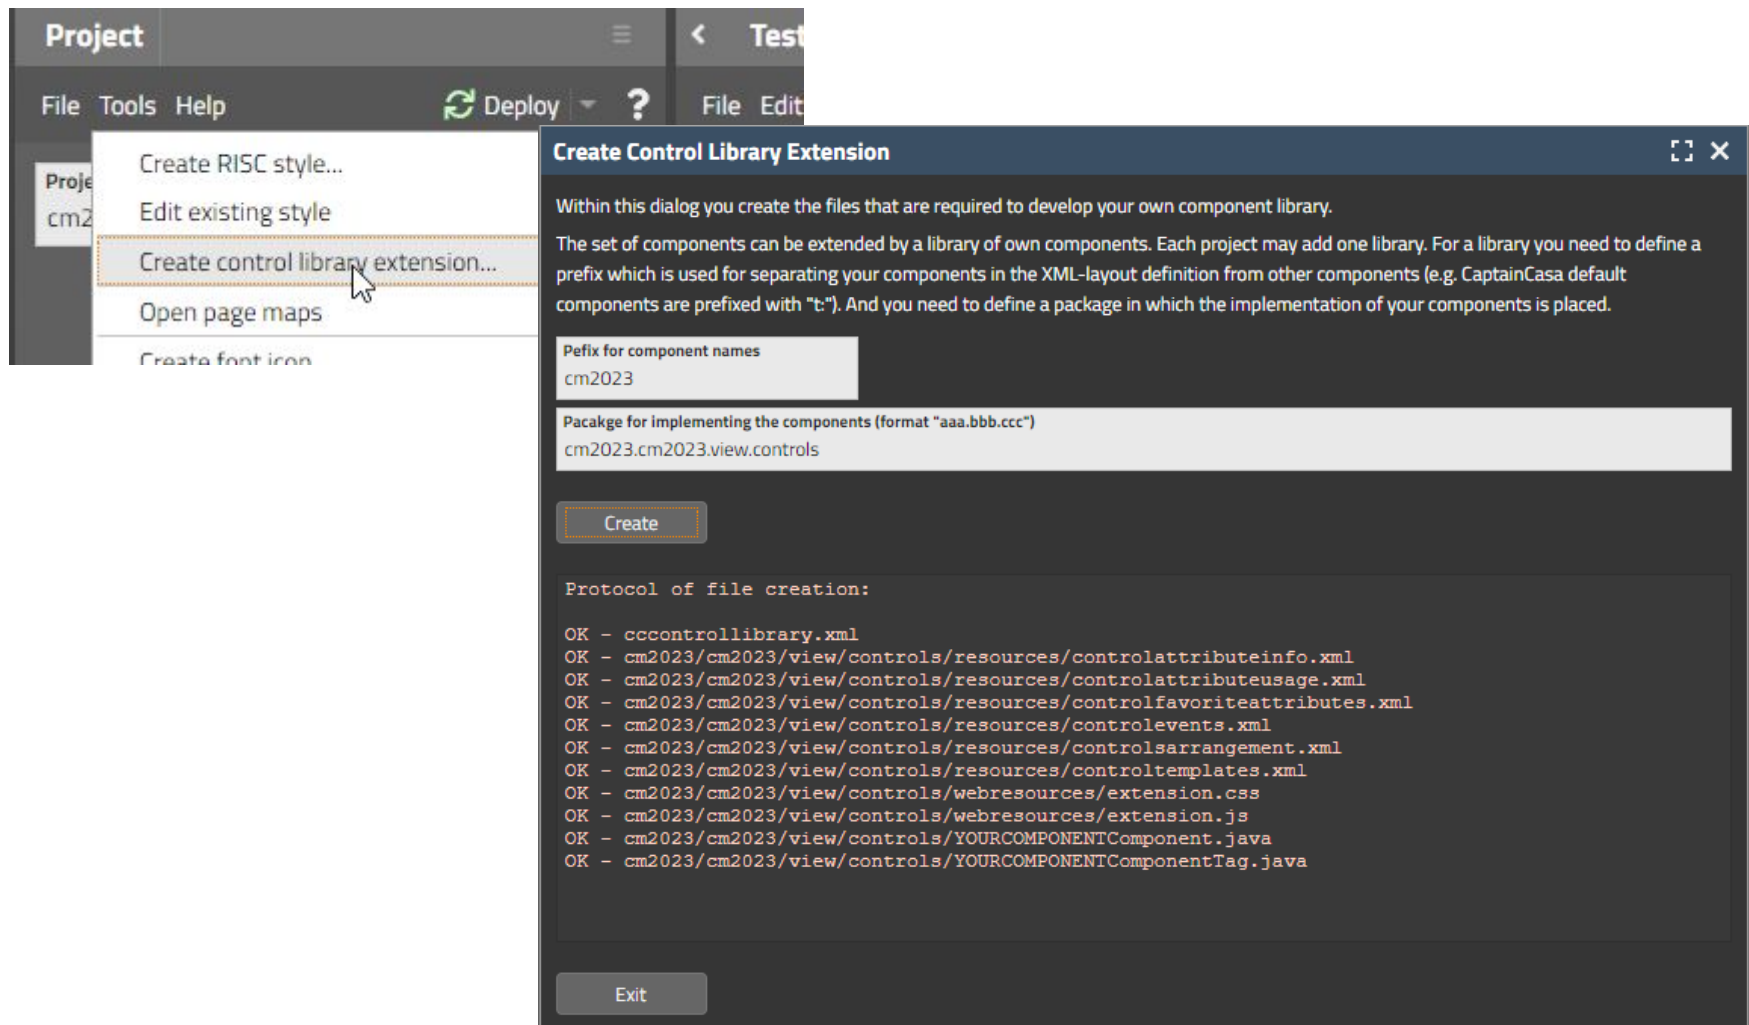 Project
Test
File Tools Help
Deploy
?
File Edit
Create RISC style...
Edit existing style
Create control library extension...
Open page maps
Create font icon
Proje
cm2
Create Control Library Extension
Within this dialog you create the files that are required to develop your own component library.
The set of components can be extended by a library of own components. Each project may add one library. For a library you need to define a
prefix which is used for separating your components in the XML-layout definition from other components (e.g. CaptainCasa default
components are prefixed with "t:"). And you need to define a package in which the implementation of your components is placed.
Pefix for component names
cm2023
Pacakge for implementing the components (format "aaa.bbb.ccc")
cm2023.cm2023.view.controls
Create
Protocol of file creation:
OK - cccontrollibrary.xml
OK - cm2023/cm2023/view/controls/resources/controlattributeinfo.xml
OK - cm2023/cm2023/view/controls/resources/controlattributeusage.xml
OK - cm2023/cm2023/view/controls/resources/controlfavoriteattributes.xml
OK - cm2023/cm2023/view/controls/resources/controlevents.xml
OK - cm2023/cm2023/view/controls/resources/controlsarrangement.xml
OK - cm2023/cm2023/view/controls/resources/controltemplates.xml
OK - cm2023/cm2023/view/controls/webresources/extension.css
OK - cm2023/cm2023/view/controls/webresources/extension.js
OK - cm2023/cm2023/view/controls/YOURCOMPONENTComponent.java
OK - cm2023/cm2023/view/controls/YOURCOMPONENTComponentTag.java
Exit